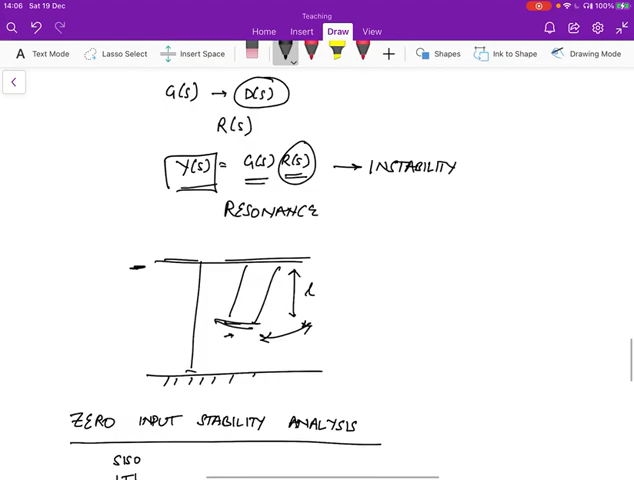 14:06 Sat 19 Dec
100%
Teaching
Home Insert Draw View
Text Mode Lasso Select Insert Space Shapes Ink to Shape Drawing Mode
G(s) → D(s)
R(s)
Y(s) = G(s) R(s) → INSTABILITY
RESONANCE
l
ZERO INPUT STABILITY ANALYSIS
SISO
LTI